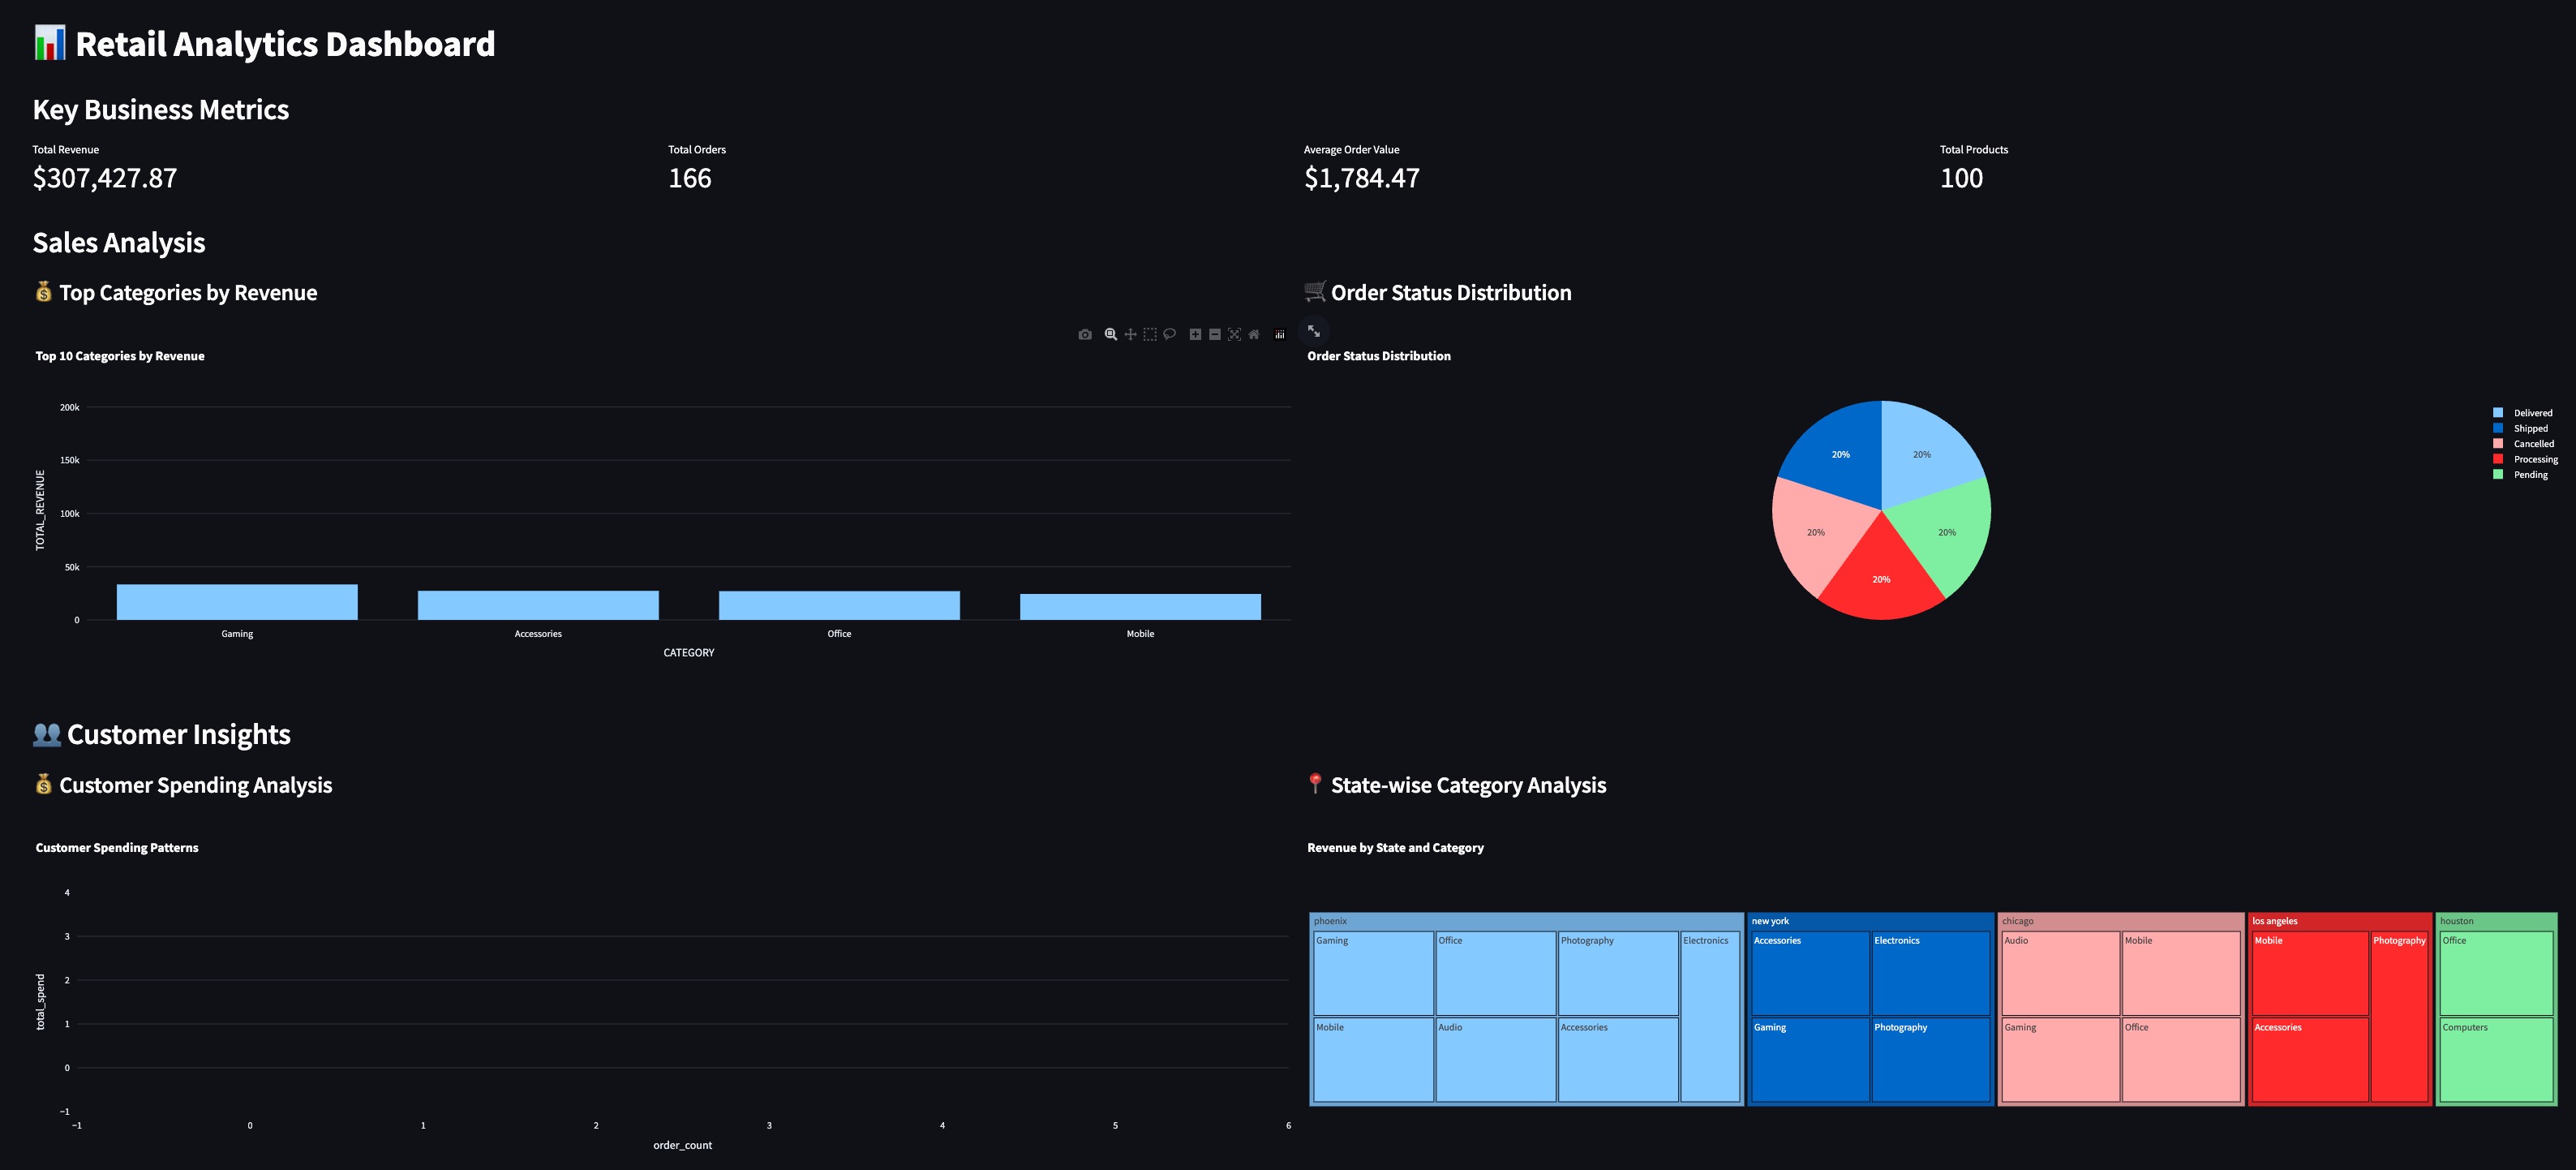 Retail Analytics Dashboard
Key Business Metrics
Total Revenue
$307,427.87
Total Orders
166
Average Order Value
$1,784.47
Total Products
100
Sales Analysis
Top Categories by Revenue
Top 10 Categories by Revenue
TOTAL_REVENUE
200k
150k
100k
50k
0
Gaming
Accessories
Office
Mobile
CATEGORY
Order Status Distribution
Order Status Distribution
20%
20%
20%
20%
20%
Delivered
Shipped
Cancelled
Processing
Pending
Customer Insights
Customer Spending Analysis
Customer Spending Patterns
total_spend
4
3
2
1
0
−1
−1
0
1
2
3
4
5
6
order_count
State-wise Category Analysis
Revenue by State and Category
phoenix
Gaming
Office
Photography
Electronics
Mobile
Audio
Accessories
new york
Accessories
Electronics
Gaming
Photography
chicago
Audio
Mobile
Gaming
Office
los angeles
Mobile
Photography
Accessories
houston
Office
Computers